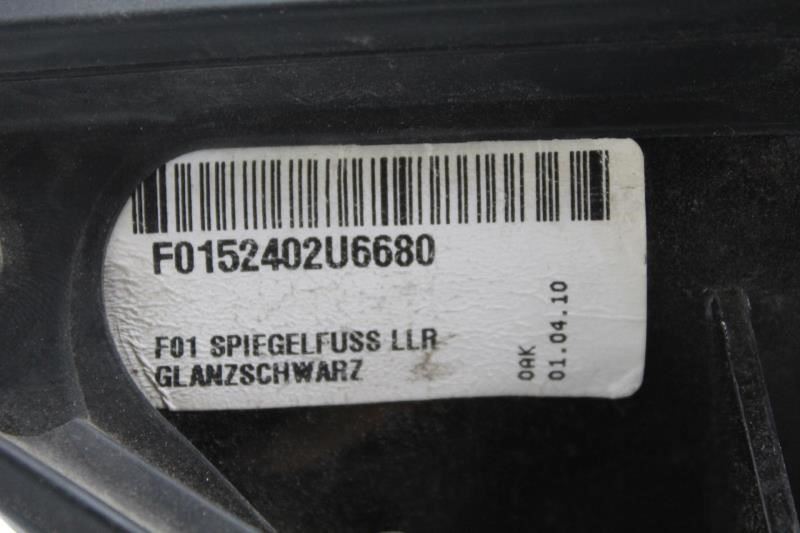 F0152402U6680
F01 SPIEGELFUSS LLR
GLANZSCHWARZ
OAK
01.04.10